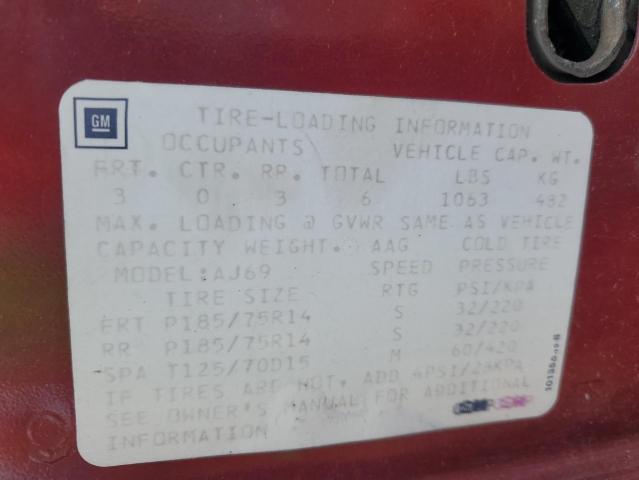 GM
TIRE-LOADING INFORMATION
OCCUPANTS VEHICLE CAP. WT.
FRT. CTR. RR. TOTAL LBS KG
3 0 3 6 1063 482
MAX. LOADING @ GVWR SAME AS VEHICLE
CAPACITY WEIGHT. AAG COLD TIRE
MODEL:AJ69 SPEED PRESSURE
TIRE SIZE RTG PSI/KPA
FRT P185/75R14 S 32/220
RR P185/75R14 S 32/220
SPA T125/70D15 M 60/420
IF TIRES ARE HOT, ADD 4PSI/28KPA
SEE OWNER'S MANUAL FOR ADDITIONAL
INFORMATION